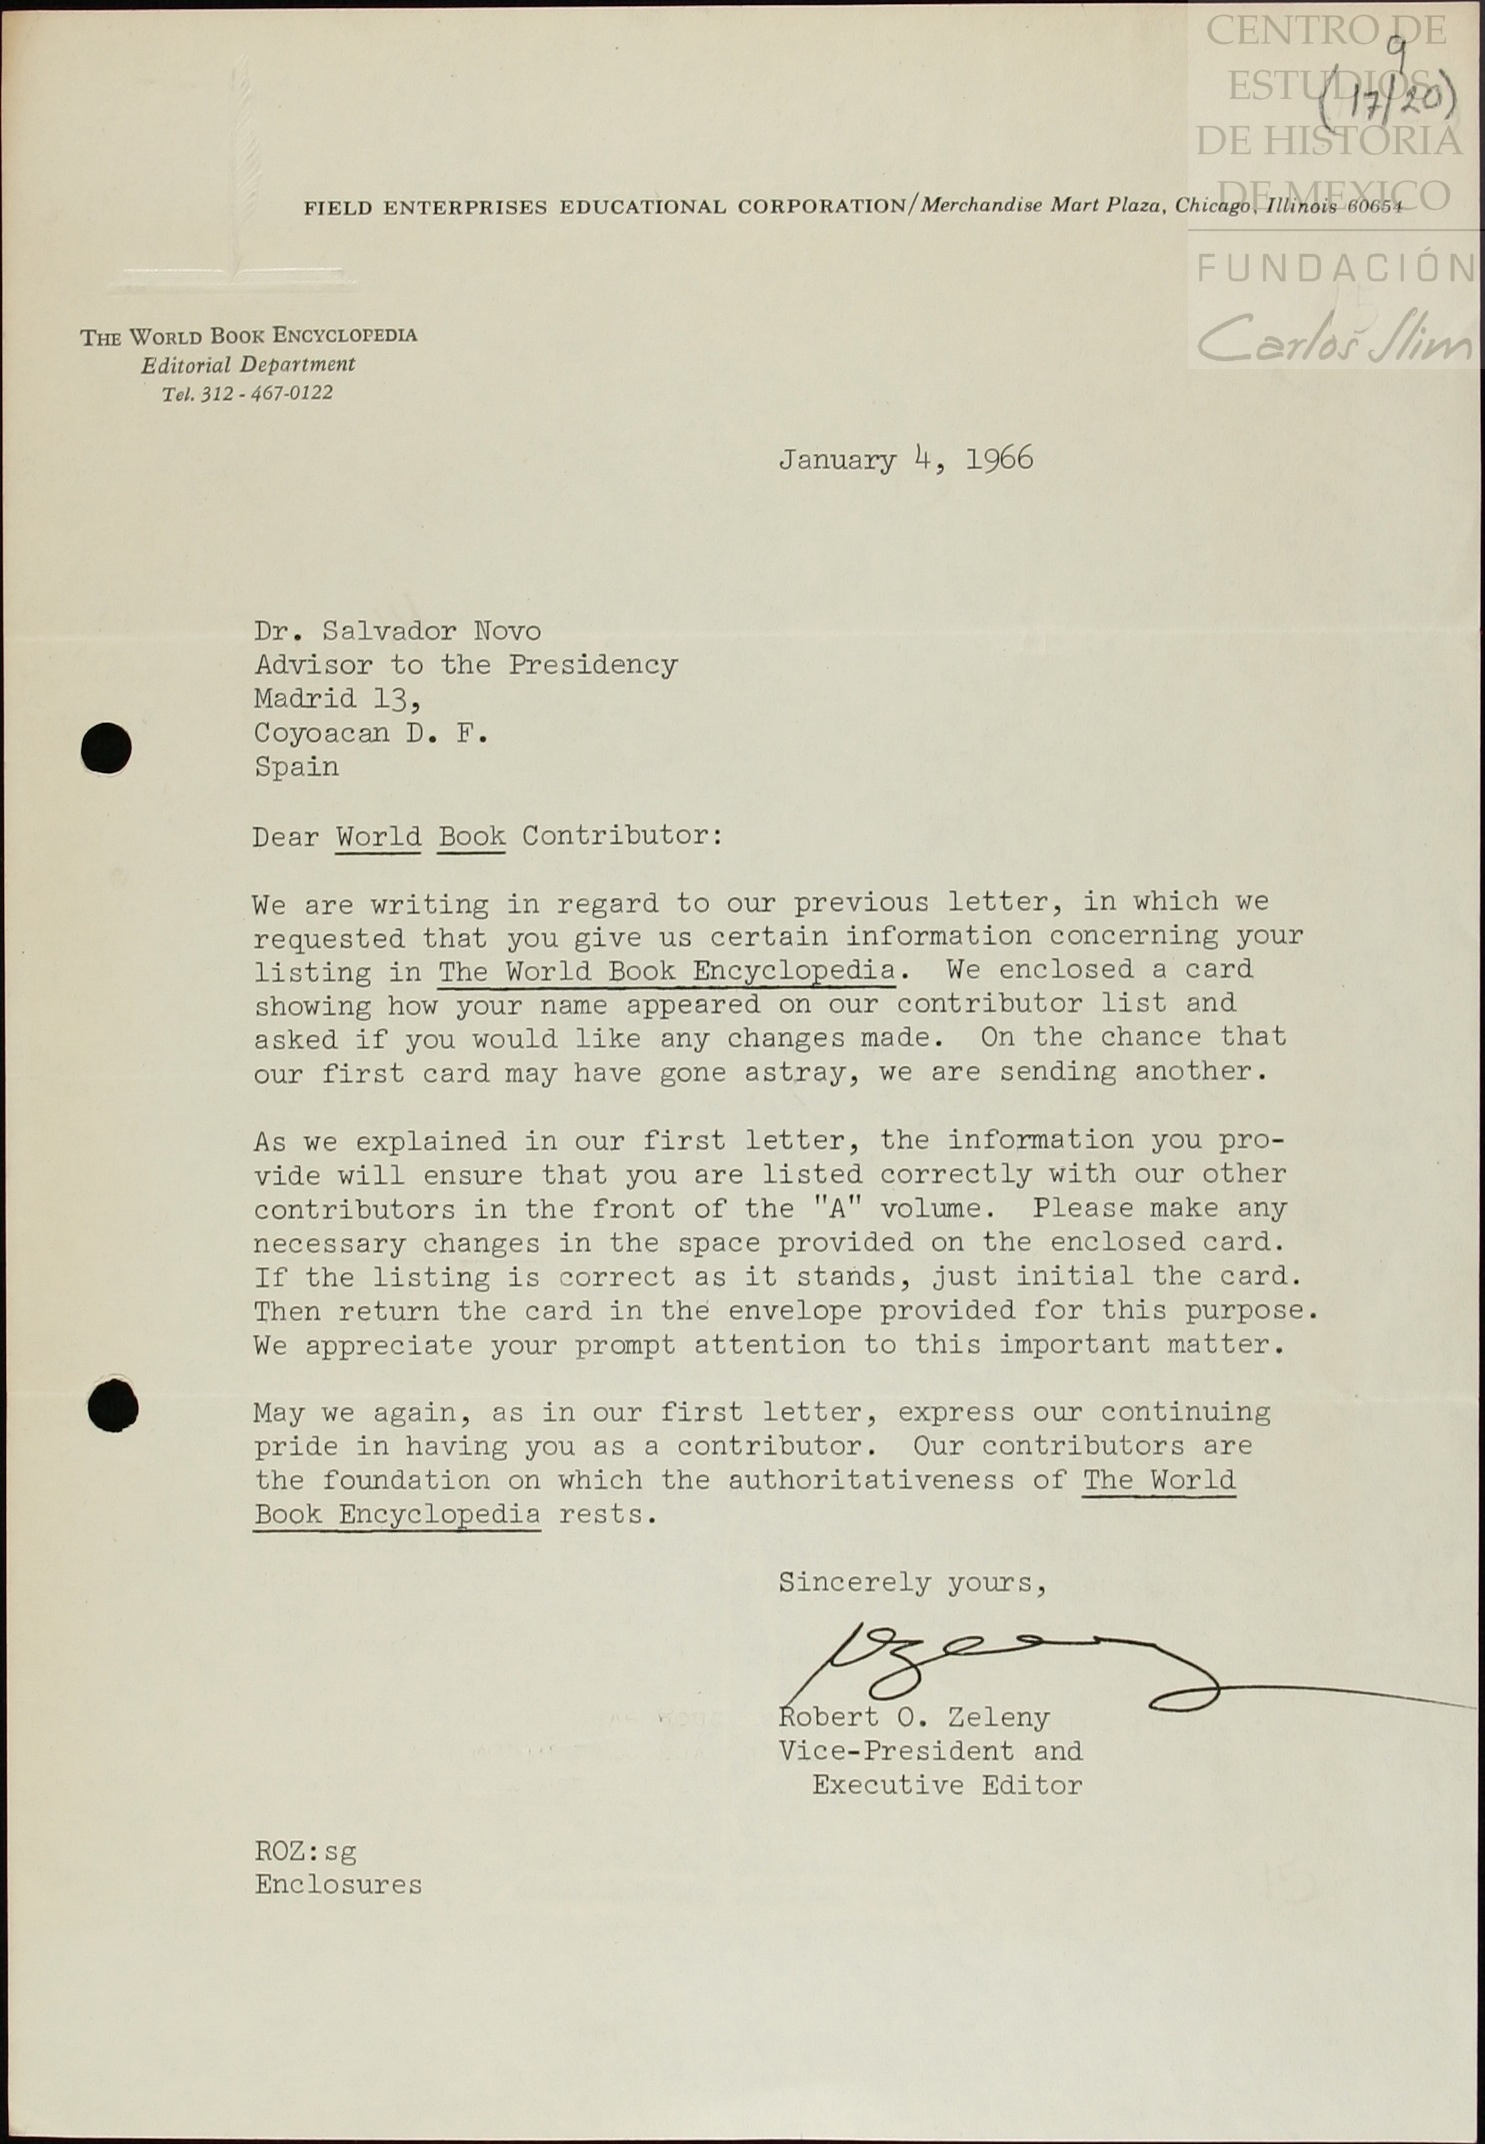 CENTRO DE
ESTUDIOS
DE HISTORIA
DE MEXICO
FUNDACIÓN
Carlos Slim
9
(17/20)
FIELD ENTERPRISES EDUCATIONAL CORPORATION/Merchandise Mart Plaza, Chicago, Illinois 60654
THE WORLD BOOK ENCYCLOPEDIA
Editorial Department
Tel. 312 - 467-0122
January 4, 1966
Dr. Salvador Novo
Advisor to the Presidency
Madrid 13,
Coyoacan D. F.
Spain
Dear World Book Contributor:
We are writing in regard to our previous letter, in which we
requested that you give us certain information concerning your
listing in The World Book Encyclopedia. We enclosed a card
showing how your name appeared on our contributor list and
asked if you would like any changes made. On the chance that
our first card may have gone astray, we are sending another.
As we explained in our first letter, the information you pro-
vide will ensure that you are listed correctly with our other
contributors in the front of the "A" volume. Please make any
necessary changes in the space provided on the enclosed card.
If the listing is correct as it stands, just initial the card.
Then return the card in the envelope provided for this purpose.
We appreciate your prompt attention to this important matter.
May we again, as in our first letter, express our continuing
pride in having you as a contributor. Our contributors are
the foundation on which the authoritativeness of The World
Book Encyclopedia rests.
Sincerely yours,
Robert O. Zeleny
Vice-President and
Executive Editor
ROZ:sg
Enclosures